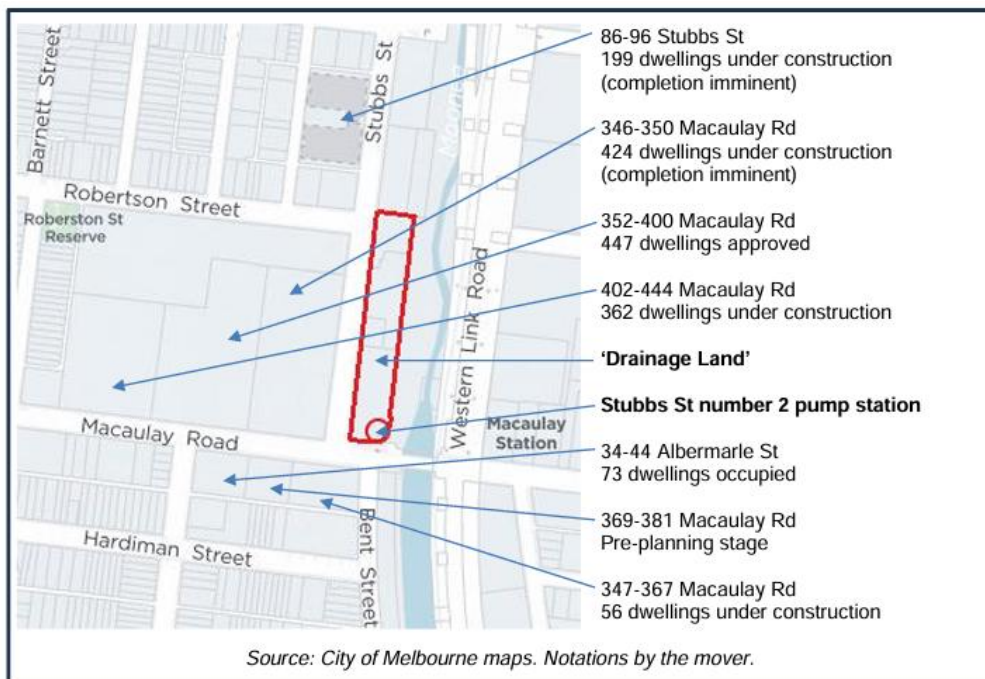 Barnett Street
Stubbs St
Robertson Street
Roberston St
Reserve
Western Link Road
Macaulay
Station
Macaulay Road
Hardiman Street
Bent Street
86-96 Stubbs St
199 dwellings under construction
(completion imminent)
346-350 Macaulay Rd
424 dwellings under construction
(completion imminent)
352-400 Macaulay Rd
447 dwellings approved
402-444 Macaulay Rd
362 dwellings under construction
‘Drainage Land’
Stubbs St number 2 pump station
34-44 Albermarle St
73 dwellings occupied
369-381 Macaulay Rd
Pre-planning stage
347-367 Macaulay Rd
56 dwellings under construction
Source: City of Melbourne maps. Notations by the mover.